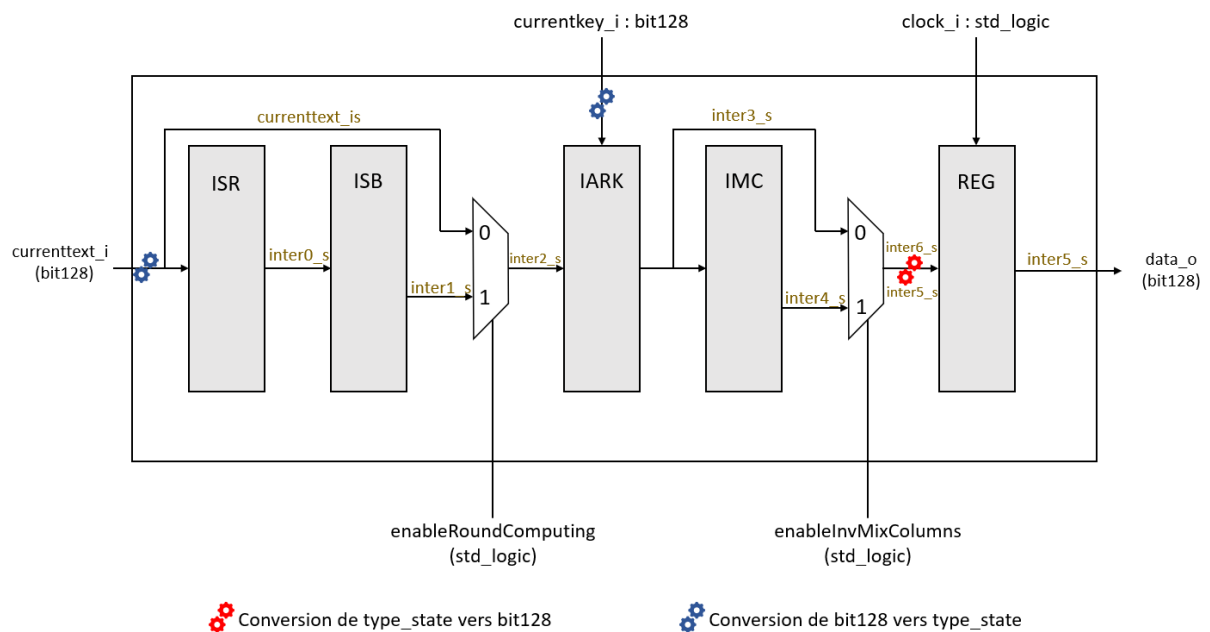 currentkey_i : bit128
clock_i : std_logic
currenttext_is
inter3_s
ISR
ISB
IARK
IMC
REG
0
0
currenttext_i
(bit128)
inter0_s
inter1_s
inter2_s
1
inter4_s
1
inter6_s
inter5_s
inter5_s
data_o
(bit128)
enableRoundComputing
(std_logic)
enableInvMixColumns
(std_logic)
Conversion de type_state vers bit128
Conversion de bit128 vers type_state